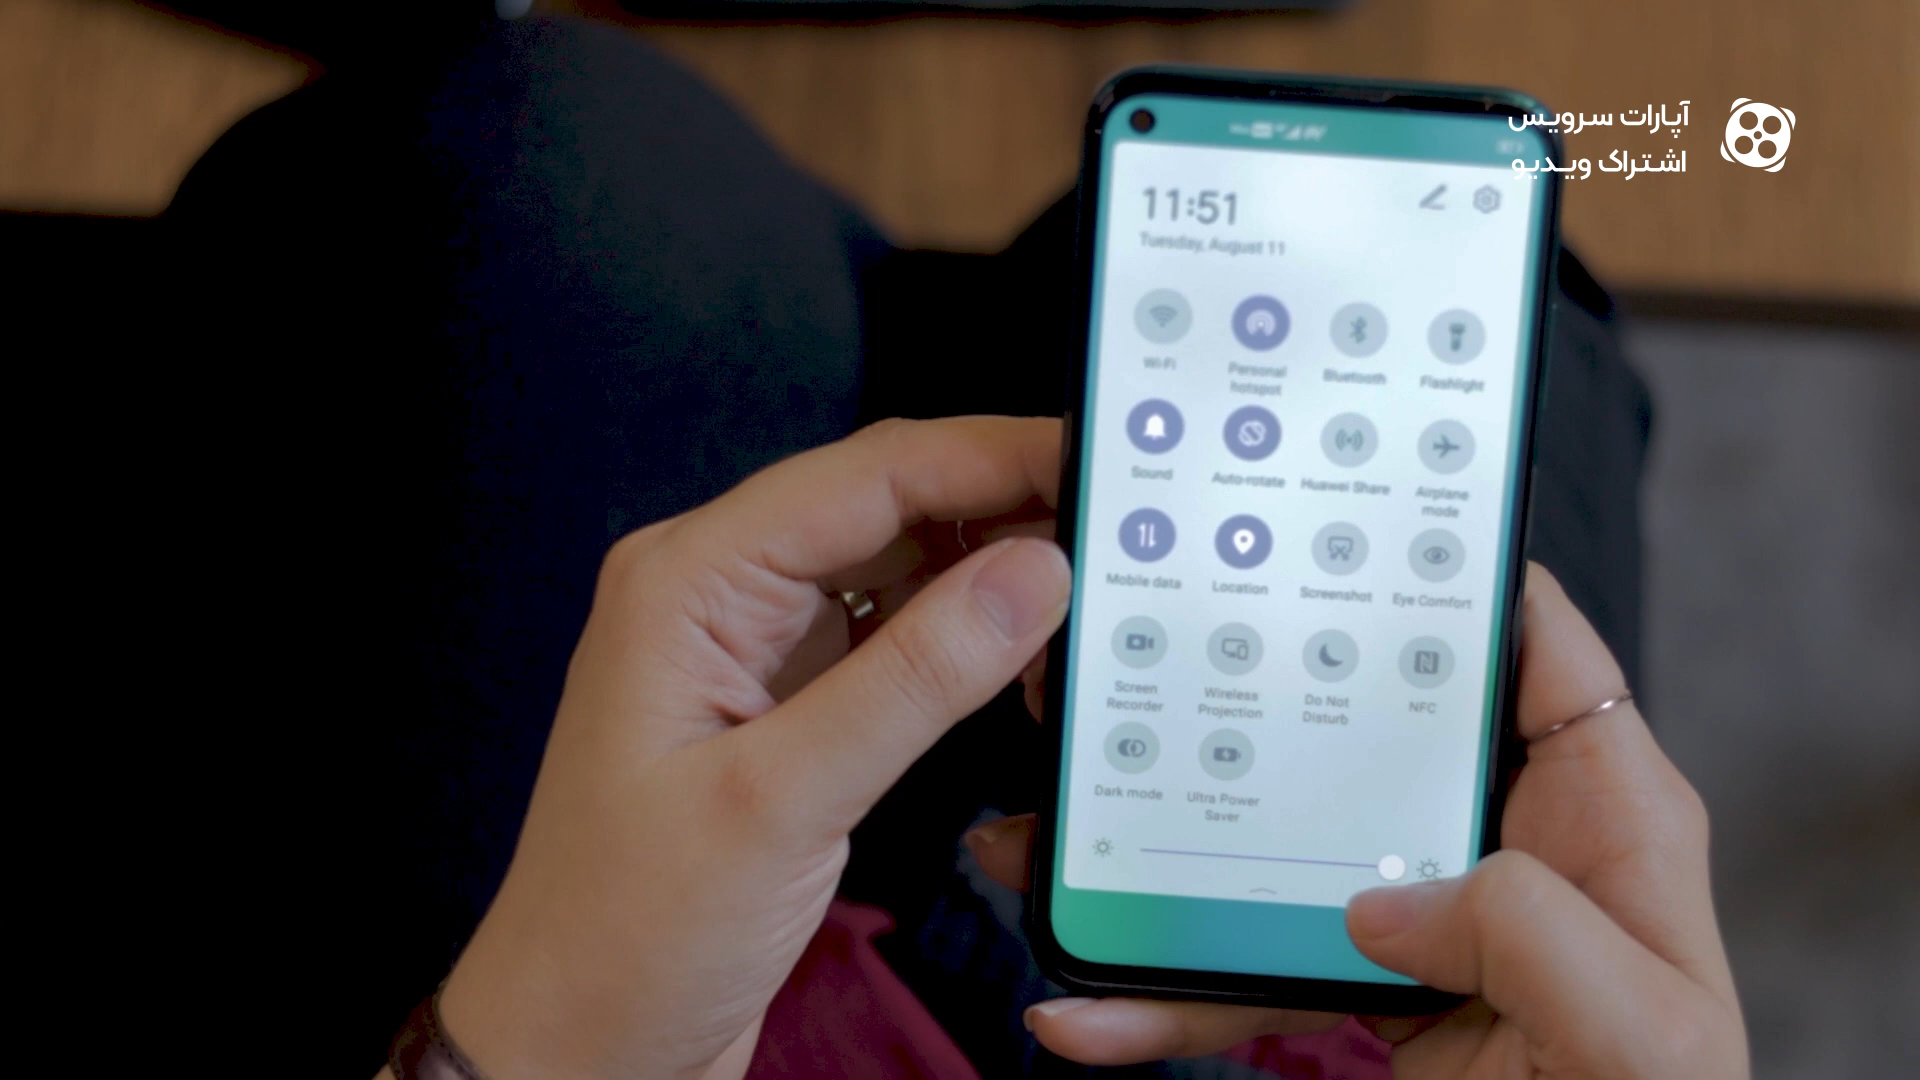 آپارات سرویس
اشتراک ویدیو
11:51
Tuesday, August 11
Wi-Fi
Personal hotspot
Bluetooth
Flashlight
Sound
Auto-rotate
Huawei Share
Airplane mode
Mobile data
Location
Screenshot
Eye Comfort
Screen Recorder
Wireless Projection
Do Not Disturb
NFC
Dark mode
Ultra Power Saver